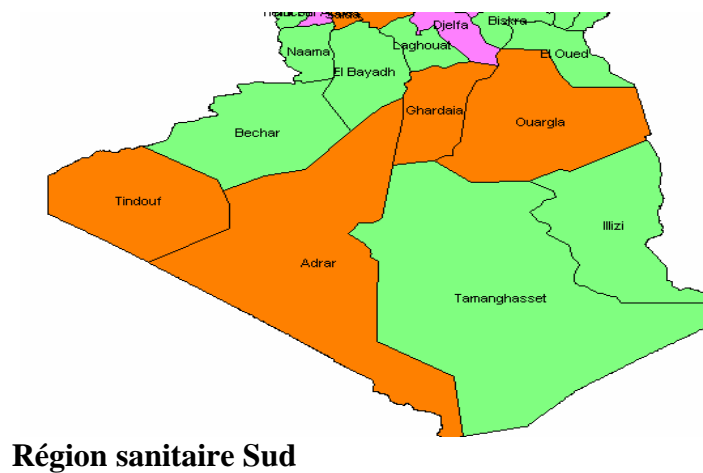 Djelfa
Biskra
Naama
Laghouat
El Oued
El Bayadh
Ghardaia
Ouargla
Bechar
Tindouf
Illizi
Adrar
Tamanghasset
Région sanitaire Sud